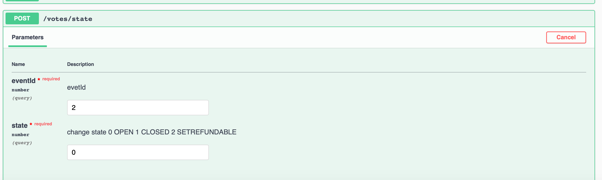 POST /votes/state
Parameters
Cancel
Name Description
eventId * required
number
(query)
evetId
2
state * required
number
(query)
change state 0 OPEN 1 CLOSED 2 SETREFUNDABLE
0